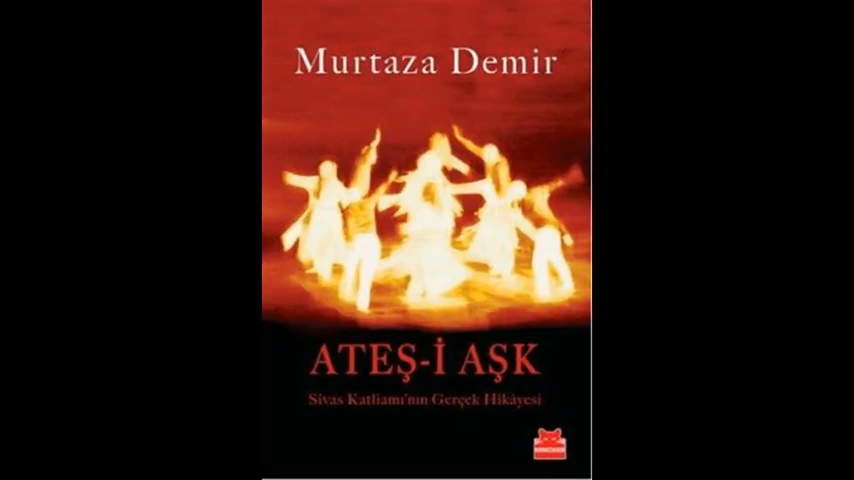 Murtaza Demir
ATEŞ-İ AŞK
Sivas Katliamı'nın Gerçek Hikâyesi